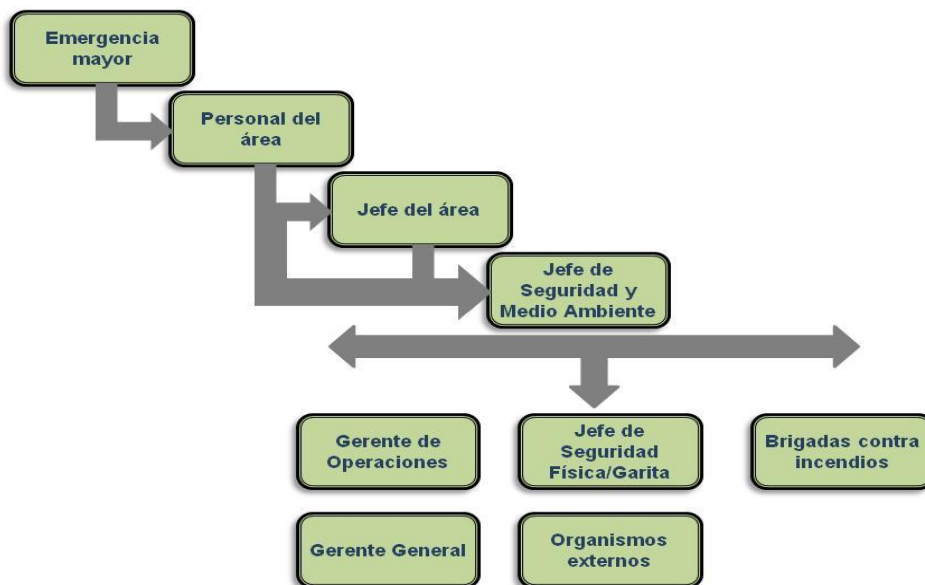 Emergencia
mayor
Personal del
área
Jefe del área
Jefe de
Seguridad y
Medio Ambiente
Gerente de
Operaciones
Jefe de
Seguridad
Física/Garita
Brigadas contra
incendios
Gerente General
Organismos
externos